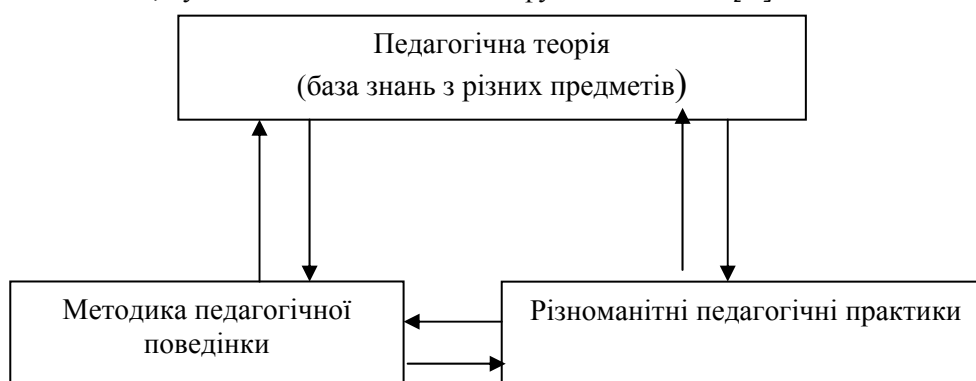 Педагогічна теорія
(база знань з різних предметів)
Методика педагогічної
поведінки
Різноманітні педагогічні практики